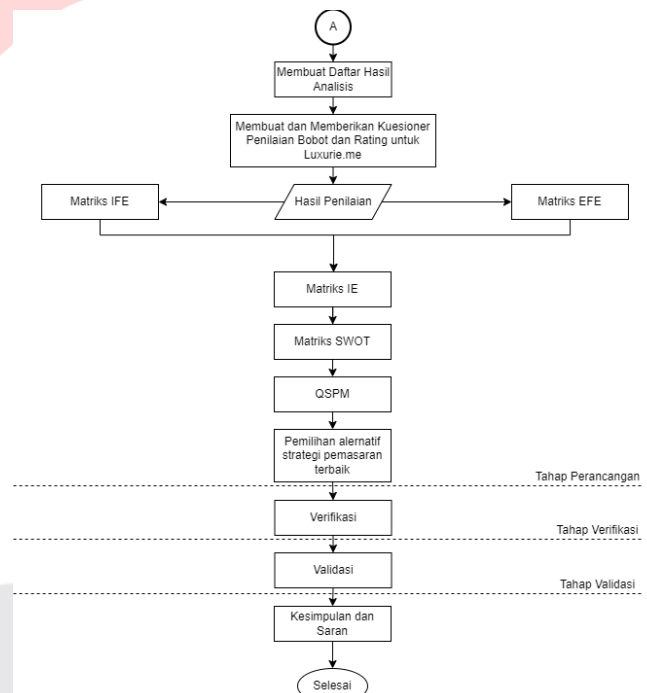 A
Membuat Daftar Hasil
Analisis
Membuat dan Memberikan Kuesioner
Penilaian Bobot dan Rating untuk
Luxurie.me
Matriks IFE
Hasil Penilaian
Matriks EFE
Matriks IE
Matriks SWOT
QSPM
Pemilihan alernatif
strategi pemasaran
terbaik
Tahap Perancangan
Verifikasi
Tahap Verifikasi
Validasi
Tahap Validasi
Kesimpulan dan
Saran
Selesai